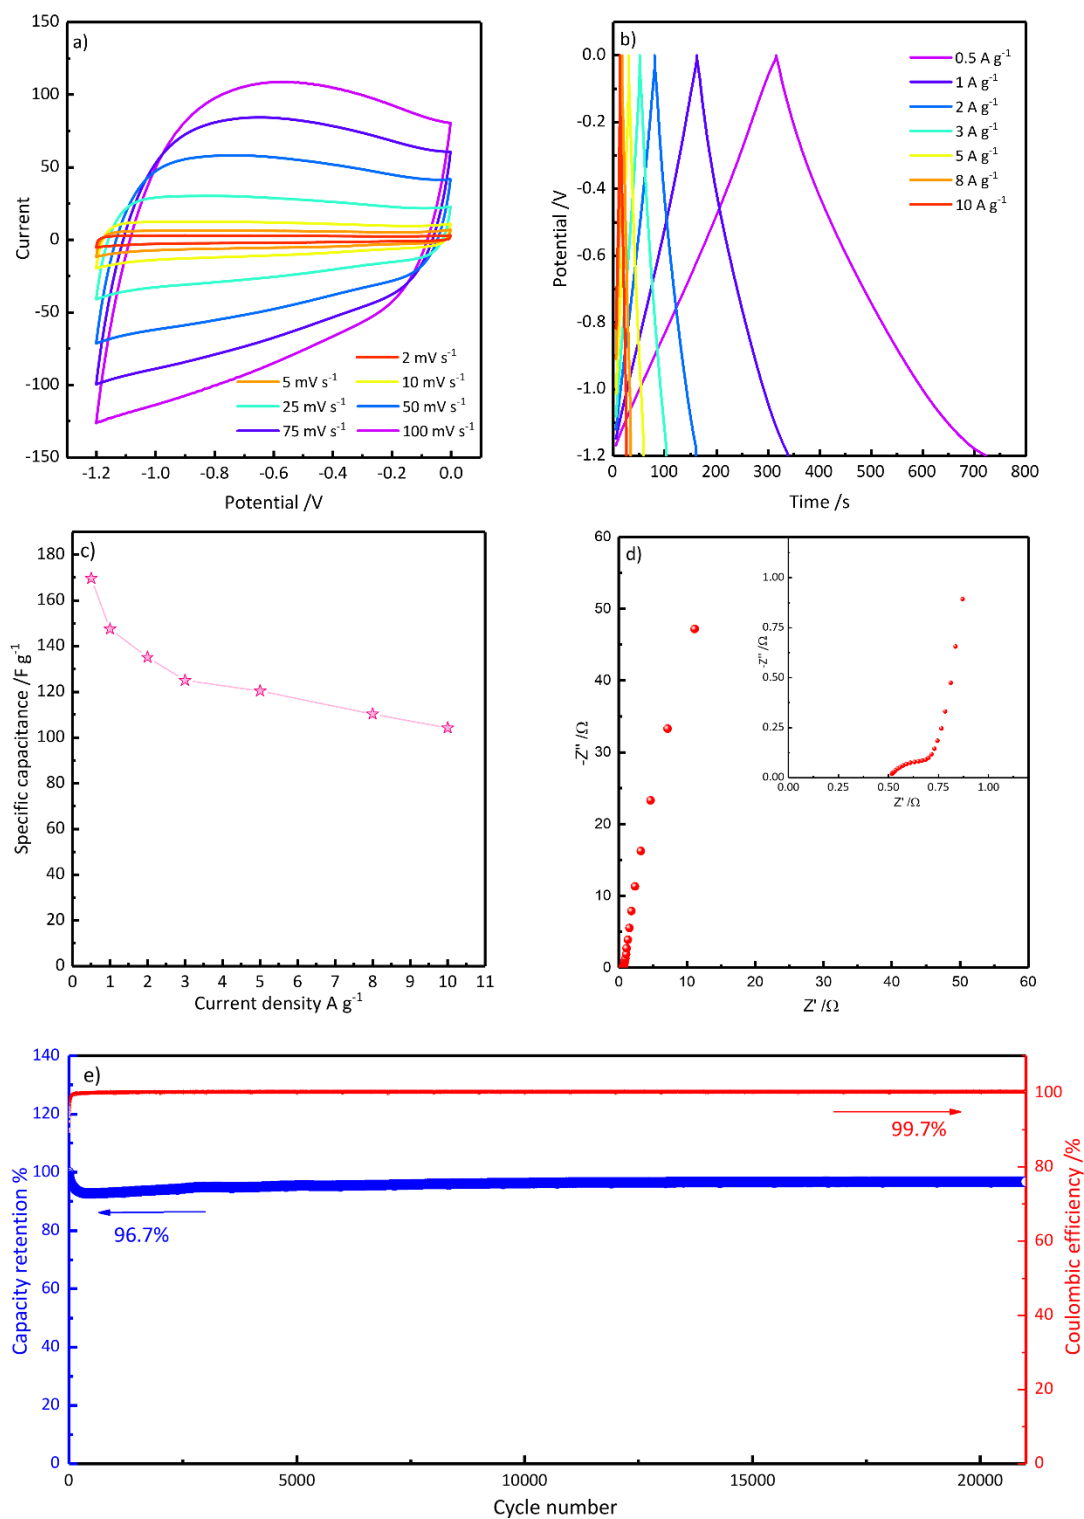 a)
Current
150
100
50
0
-50
-100
-150
-1.2 -1.0 -0.8 -0.6 -0.4 -0.2 0.0
Potential /V
2 mV s⁻¹
5 mV s⁻¹ 10 mV s⁻¹
25 mV s⁻¹ 50 mV s⁻¹
75 mV s⁻¹ 100 mV s⁻¹
b)
Potential /V
0.0
-0.2
-0.4
-0.6
-0.8
-1.0
-1.2
0 100 200 300 400 500 600 700 800
Time /s
0.5 A g⁻¹
1 A g⁻¹
2 A g⁻¹
3 A g⁻¹
5 A g⁻¹
8 A g⁻¹
10 A g⁻¹
c)
Specific capacitance /F g⁻¹
180
160
140
120
100
80
60
40
20
0
0 1 2 3 4 5 6 7 8 9 10 11
Current density A g⁻¹
d)
-Z'' /Ω
60
50
40
30
20
10
0
0 10 20 30 40 50 60
Z' /Ω
-Z'' /Ω
1.00
0.75
0.50
0.25
0.00
0.00 0.25 0.50 0.75 1.00
Z' /Ω
e)
Capacity retention %
140
120
100
80
60
40
20
0
96.7%
99.7%
0 5000 10000 15000 20000
Cycle number
Coulombic efficiency /%
100
80
60
40
20
0